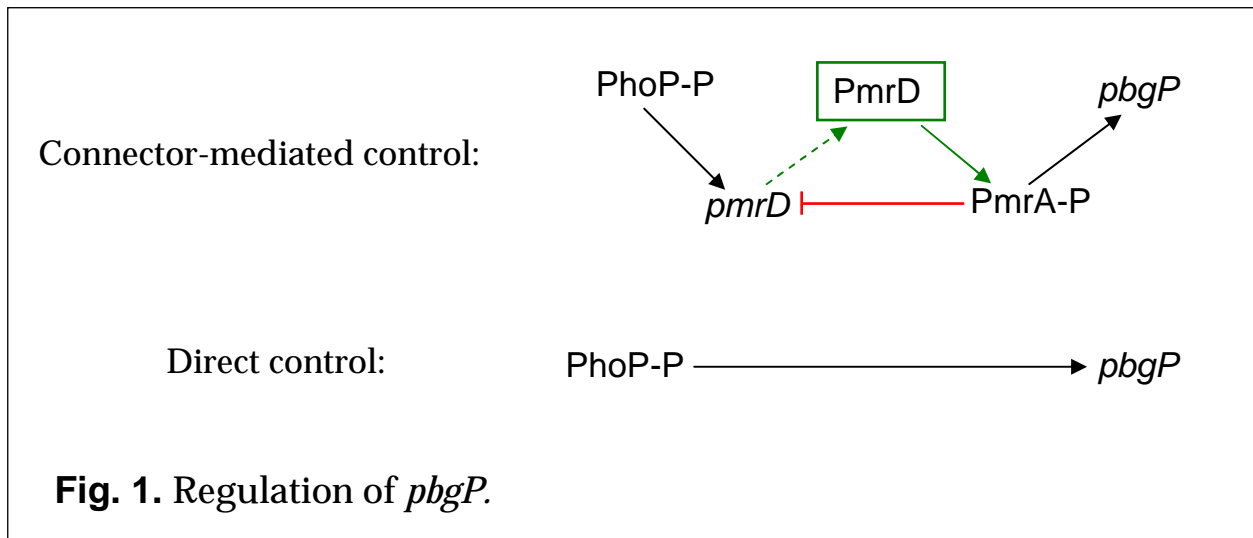 PhoP-P
PmrD
pbgP
Connector-mediated control:
pmrD
PmrA-P
Direct control:
PhoP-P
pbgP
Fig. 1. Regulation of pbgP.